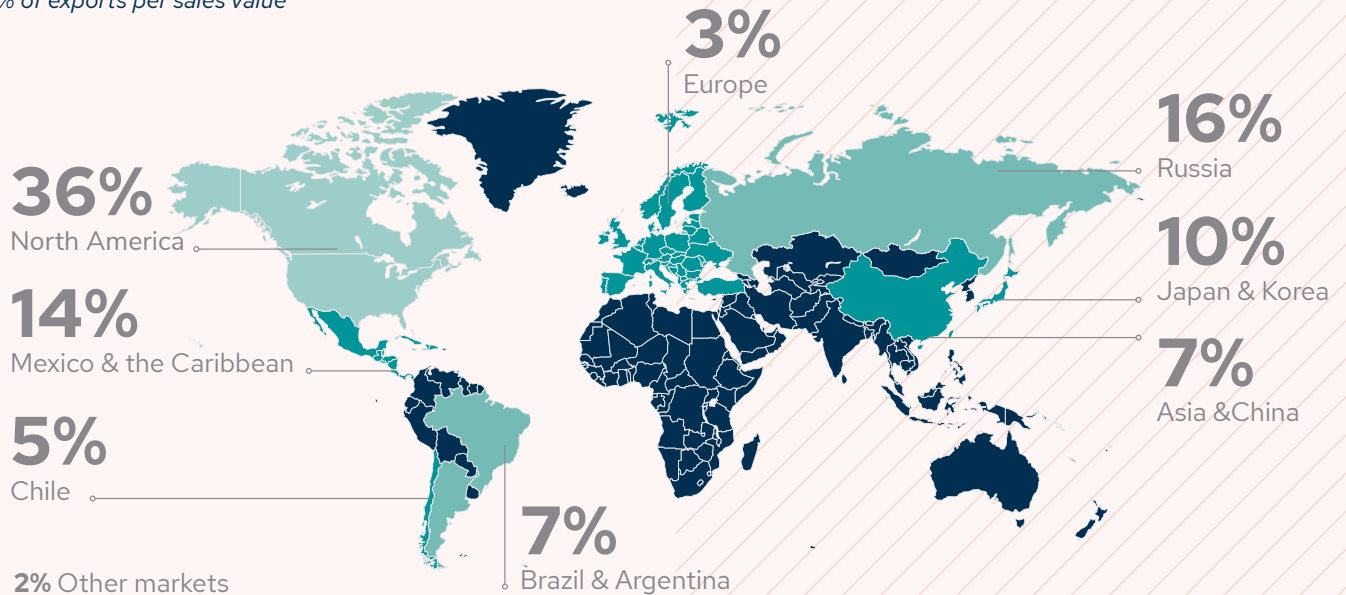 % of exports per sales value
3%
Europe
16%
Russia
36%
North America
10%
Japan & Korea
14%
Mexico & the Caribbean
7%
Asia &China
5%
Chile
7%
Brazil & Argentina
2% Other markets